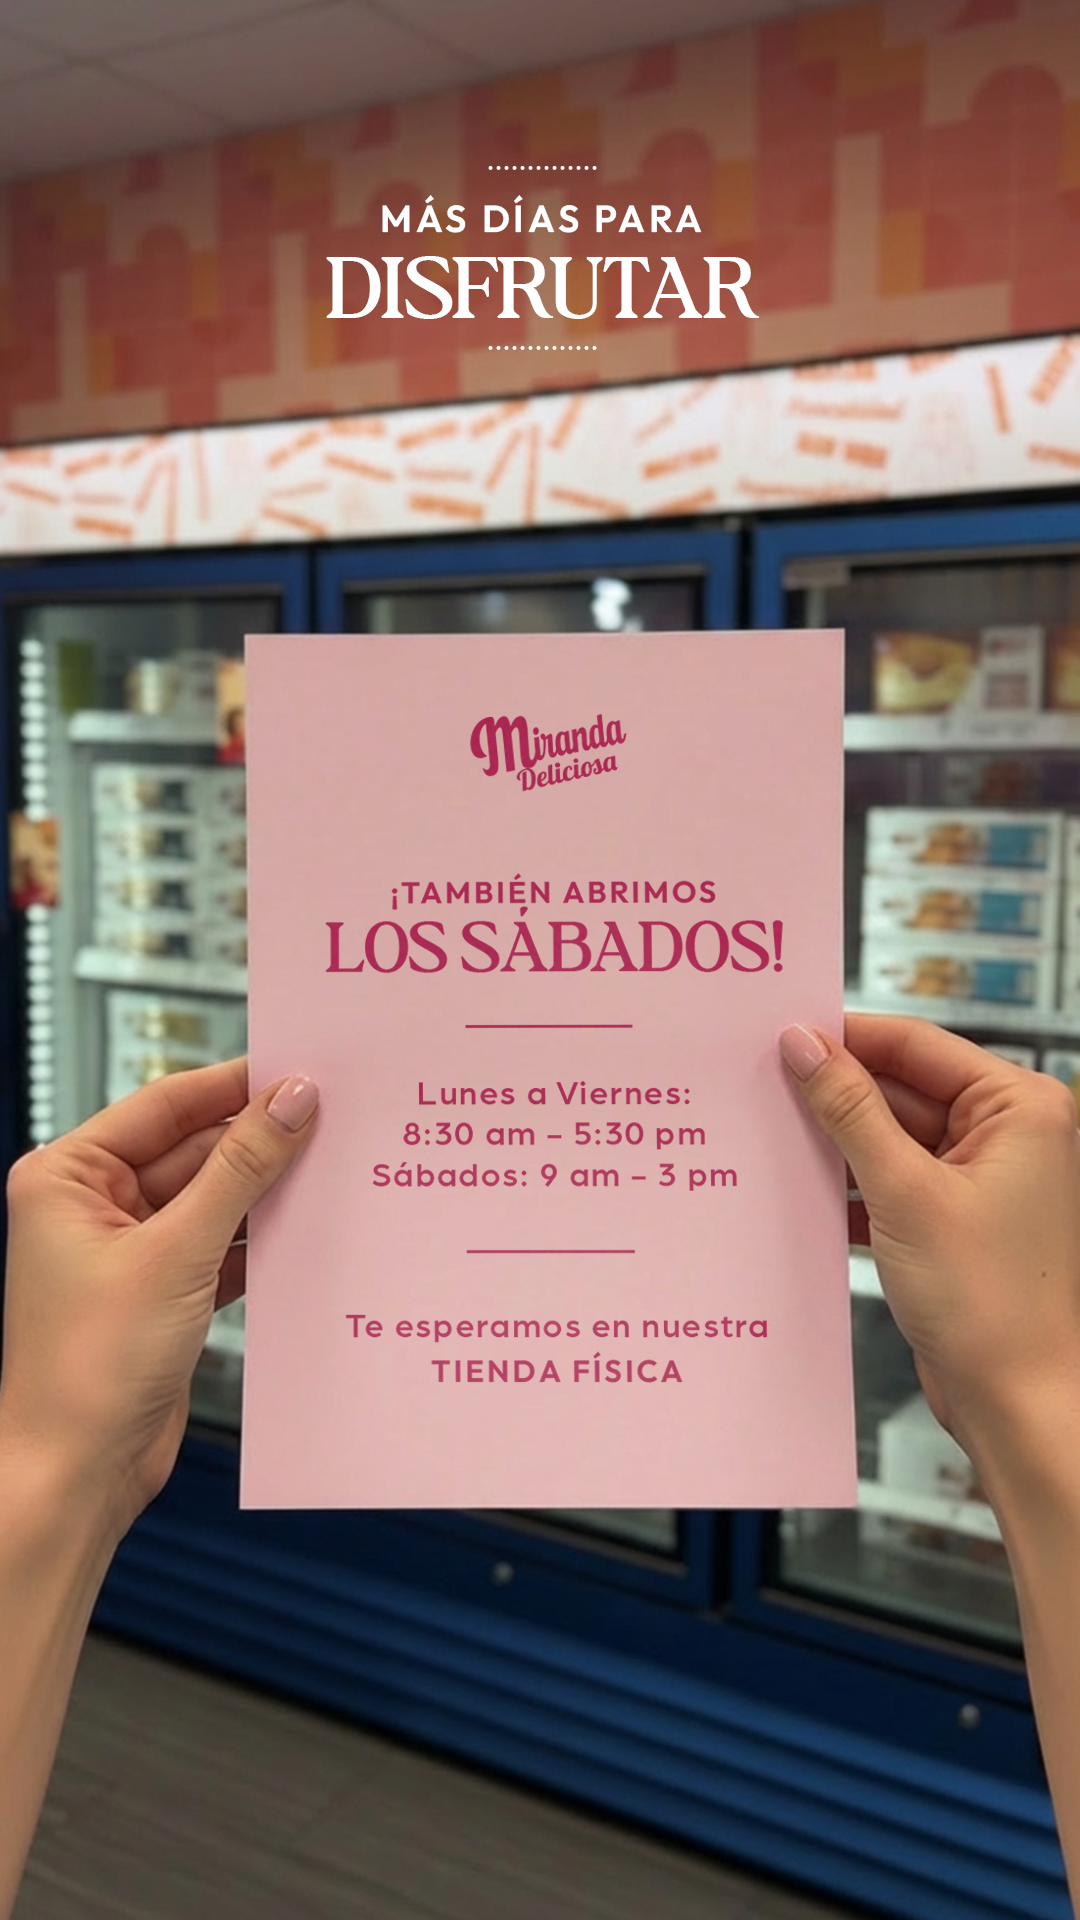 MÁS DÍAS PARA
DISFRUTAR
Miranda
Deliciosa
¡TAMBIÉN ABRIMOS
LOS SÁBADOS!
Lunes a Viernes:
8:30 am – 5:30 pm
Sábados: 9 am – 3 pm
Te esperamos en nuestra
TIENDA FÍSICA